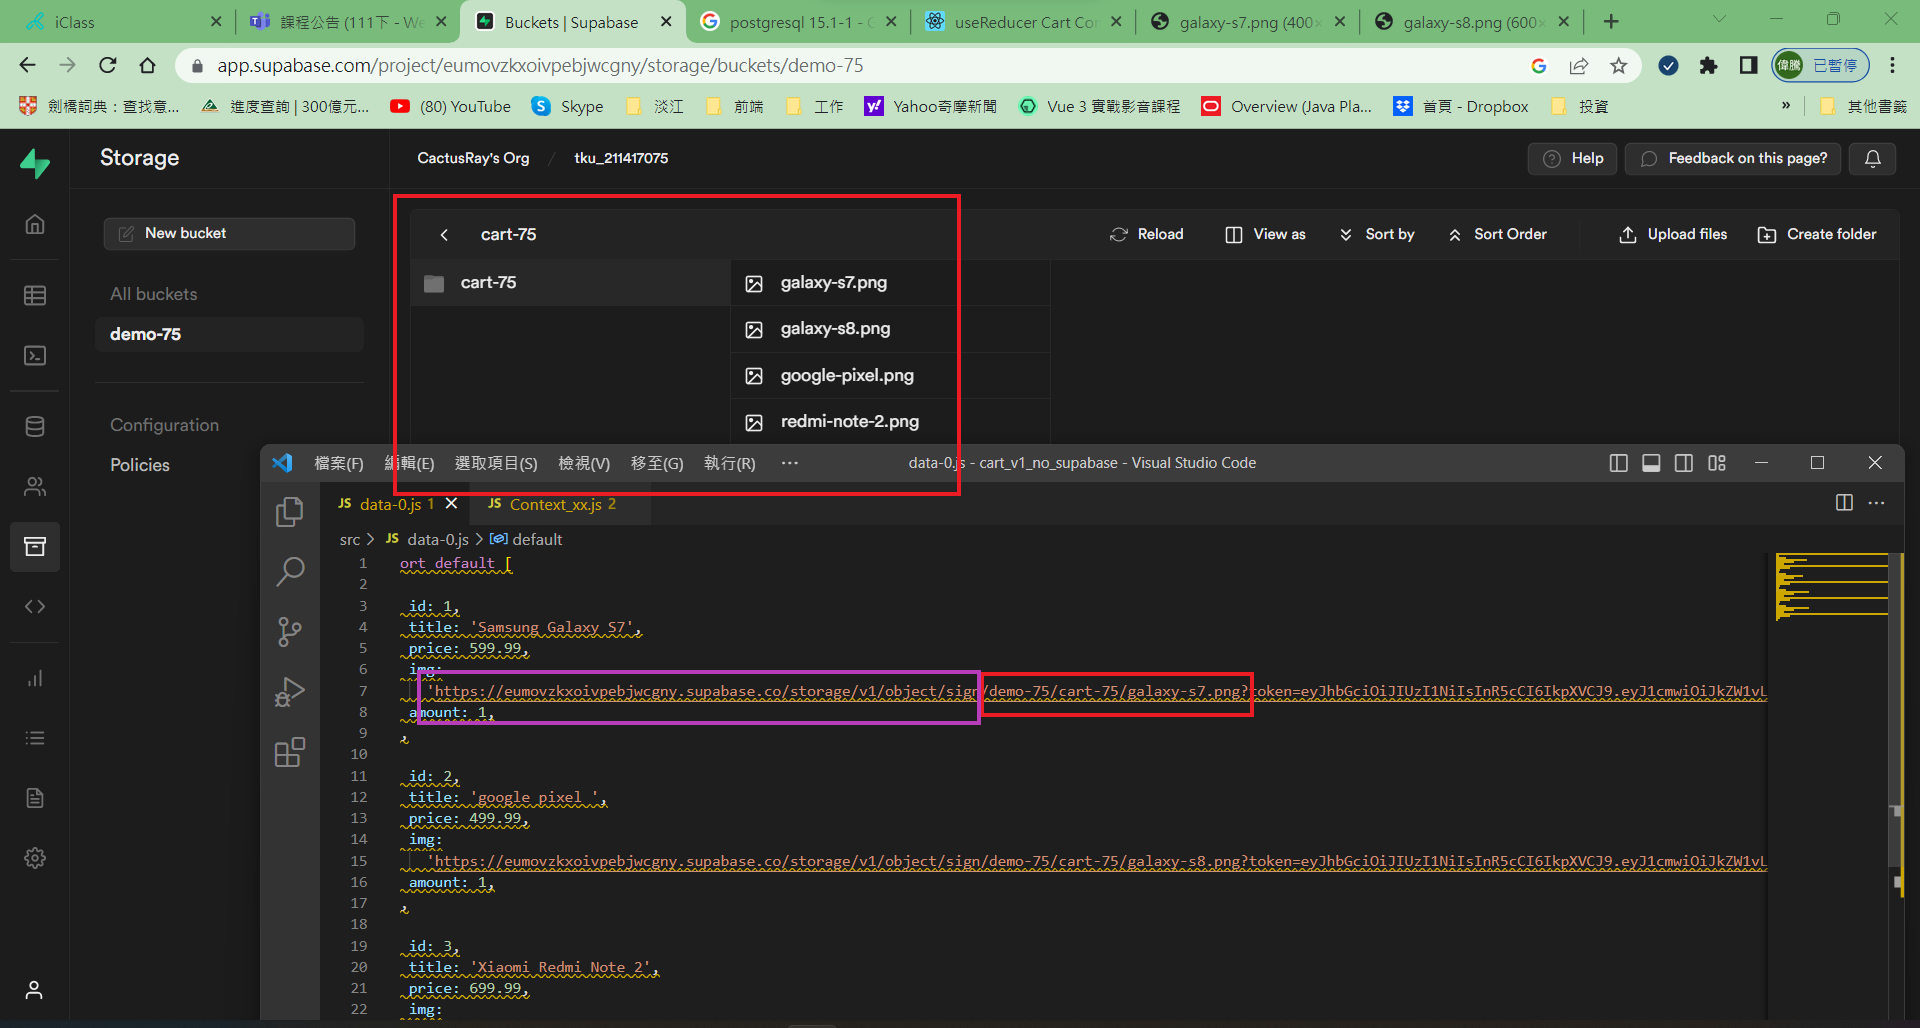 iClass
課程公告 (111下 - We
Buckets | Supabase
postgresql 15.1-1 - G
useReducer Cart Con
galaxy-s7.png (400×
galaxy-s8.png (600×
app.supabase.com/project/eumovzkxoivpebjwcgny/storage/buckets/demo-75
偉騰 已暫停
劍橋詞典：查找意...
進度查詢 | 300億元...
(80) YouTube
Skype
淡江
前端
工作
Yahoo奇摩新聞
Vue 3 實戰影音課程
Overview (Java Pla...
首頁 - Dropbox
投資
»
其他書籤
Storage
CactusRay's Org / tku_211417075
Help
Feedback on this page?
New bucket
All buckets
demo-75
Configuration
Policies
cart-75
Reload
View as
Sort by
Sort Order
Upload files
Create folder
cart-75
galaxy-s7.png
galaxy-s8.png
google-pixel.png
redmi-note-2.png
檔案(F) 編輯(E) 選取項目(S) 檢視(V) 移至(G) 執行(R) ···
data-0.js - cart_v1_no_supabase - Visual Studio Code
JS data-0.js 1
JS Context_xx.js 2
src > JS data-0.js > default
1 ort default [
2
3 id: 1,
4 title: 'Samsung Galaxy S7',
5 price: 599.99,
6 img:
7 'https://eumovzkxoivpebjwcgny.supabase.co/storage/v1/object/sign/demo-75/cart-75/galaxy-s7.png?token=eyJhbGciOiJIUzI1NiIsInR5cCI6IkpXVCJ9.eyJ1cmwiOiJkZW1vL
8 amount: 1,
9 ,
10
11 id: 2,
12 title: 'google pixel ',
13 price: 499.99,
14 img:
15 'https://eumovzkxoivpebjwcgny.supabase.co/storage/v1/object/sign/demo-75/cart-75/galaxy-s8.png?token=eyJhbGciOiJIUzI1NiIsInR5cCI6IkpXVCJ9.eyJ1cmwiOiJkZW1vL
16 amount: 1,
17 ,
18
19 id: 3,
20 title: 'Xiaomi Redmi Note 2',
21 price: 699.99,
22 img: